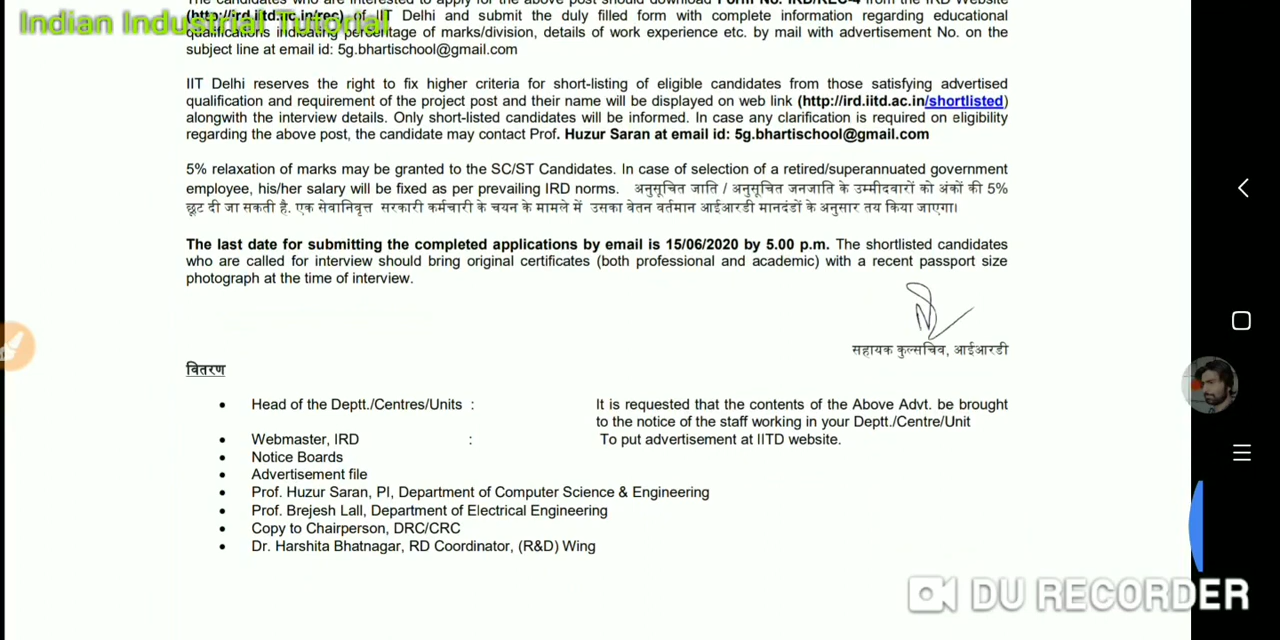 The candidates who are interested to apply for the above post should download Form No. IRD/REC-4 from the IRD Website
Indian Industrial Tutorial
(http://ird.iitd.ac.in/rec) of IIT Delhi and submit the duly filled form with complete information regarding educational
qualifications indicating percentage of marks/division, details of work experience etc. by mail with advertisement No. on the
subject line at email id: 5g.bhartischool@gmail.com
IIT Delhi reserves the right to fix higher criteria for short-listing of eligible candidates from those satisfying advertised
qualification and requirement of the project post and their name will be displayed on web link (http://ird.iitd.ac.in/shortlisted)
alongwith the interview details. Only short-listed candidates will be informed. In case any clarification is required on eligibility
regarding the above post, the candidate may contact Prof. Huzur Saran at email id: 5g.bhartischool@gmail.com
5% relaxation of marks may be granted to the SC/ST Candidates. In case of selection of a retired/superannuated government
employee, his/her salary will be fixed as per prevailing IRD norms. अनुसूचित जाति / अनुसूचित जनजाति के उम्मीदवारों को अंकों की 5%
छूट दी जा सकती है. एक सेवानिवृत्त सरकारी कर्मचारी के चयन के मामले में उसका वेतन वर्तमान आईआरडी मानदंडों के अनुसार तय किया जाएगा।
The last date for submitting the completed applications by email is 15/06/2020 by 5.00 p.m. The shortlisted candidates
who are called for interview should bring original certificates (both professional and academic) with a recent passport size
photograph at the time of interview.
सहायक कुल्सचिव, आईआरडी
वितरण
• Head of the Deptt./Centres/Units : It is requested that the contents of the Above Advt. be brought
to the notice of the staff working in your Deptt./Centre/Unit
• Webmaster, IRD : To put advertisement at IITD website.
• Notice Boards
• Advertisement file
• Prof. Huzur Saran, PI, Department of Computer Science & Engineering
• Prof. Brejesh Lall, Department of Electrical Engineering
• Copy to Chairperson, DRC/CRC
• Dr. Harshita Bhatnagar, RD Coordinator, (R&D) Wing
DU RECORDER